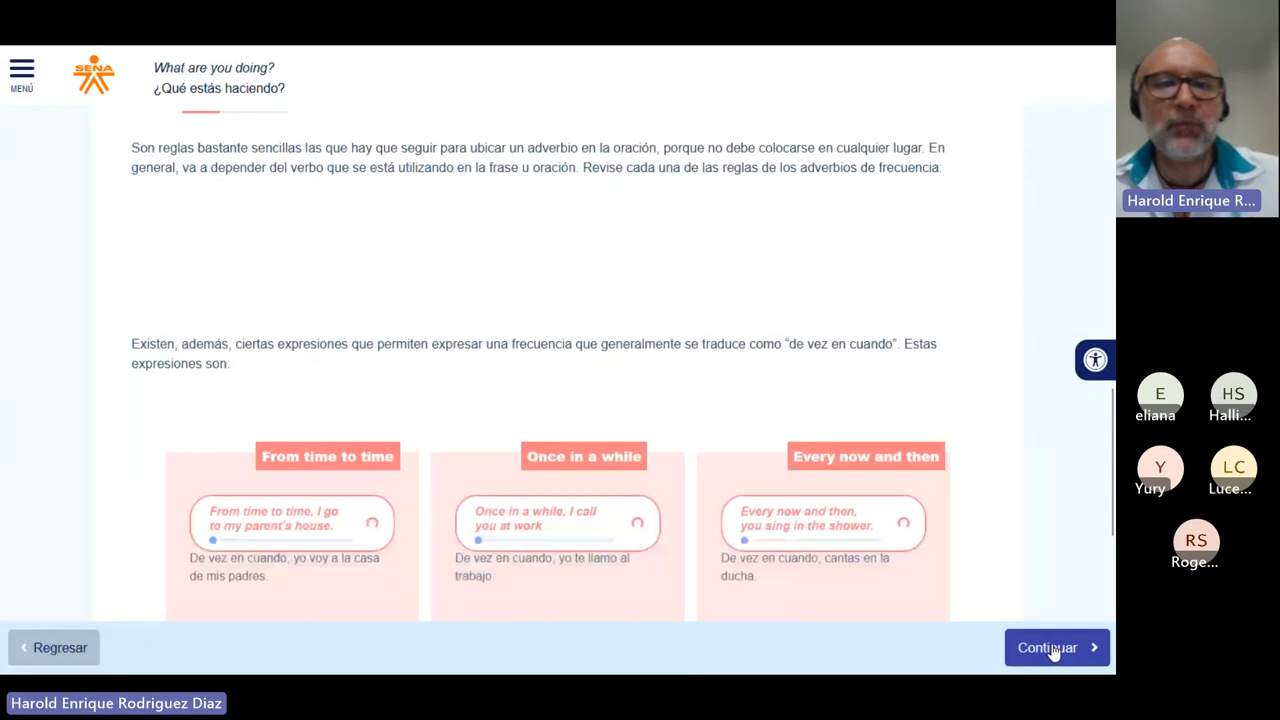 MENÚ
SENA
What are you doing?
¿Qué estás haciendo?
Son reglas bastante sencillas las que hay que seguir para ubicar un adverbio en la oración, porque no debe colocarse en cualquier lugar. En
general, va a depender del verbo que se está utilizando en la frase u oración. Revise cada una de las reglas de los adverbios de frecuencia:
Existen, además, ciertas expresiones que permiten expresar una frecuencia que generalmente se traduce como “de vez en cuando”. Estas
expresiones son:
From time to time
From time to time, I go
to my parent's house.
De vez en cuando, yo voy a la casa
de mis padres.
Once in a while
Once in a while, I call
you at work
De vez en cuando, yo te llamo al
trabajo.
Every now and then
Every now and then,
you sing in the shower.
De vez en cuando, cantas en la
ducha.
Regresar
Continuar
Harold Enrique Rodriguez Diaz
Harold Enrique R...
E
eliana
HS
Halli...
Y
Yury
LC
Luce...
RS
Roge...